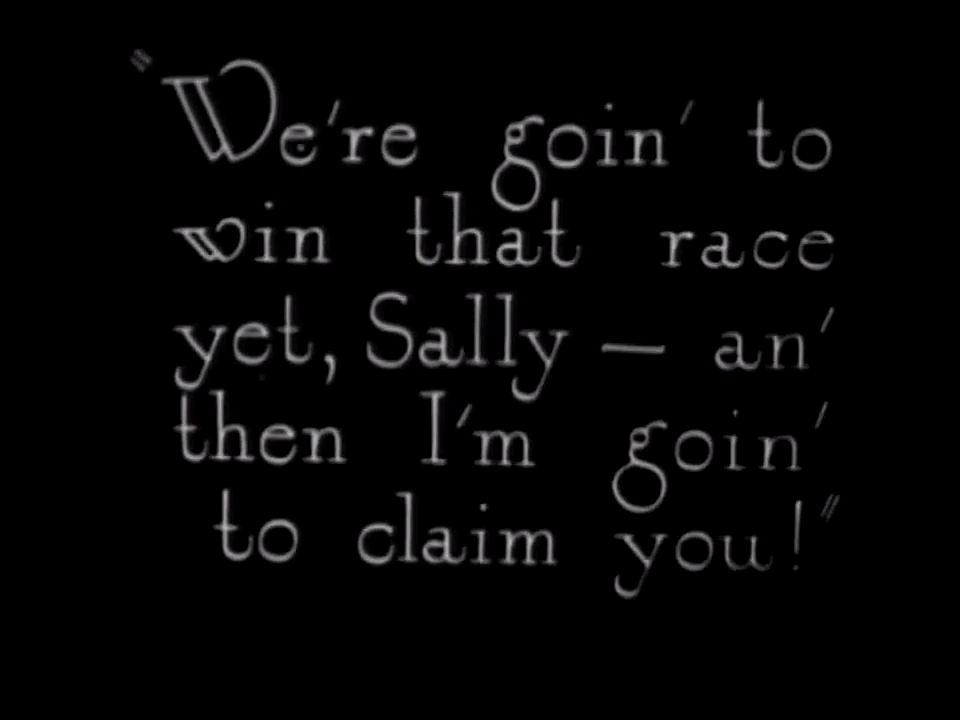 "We're goin' to
win that race
yet, Sally — an'
then I'm goin'
to claim you!"